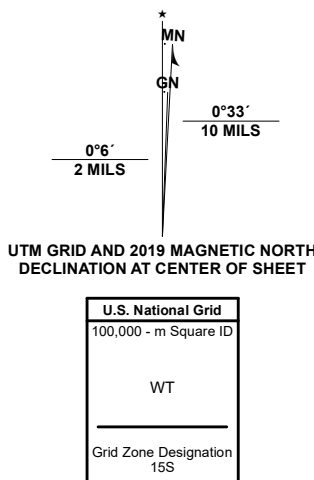 ★
MN
GN
0°33´
10 MILS
0°6´
2 MILS
UTM GRID AND 2019 MAGNETIC NORTH
DECLINATION AT CENTER OF SHEET
U.S. National Grid
100,000 - m Square ID
WT
Grid Zone Designation
15S